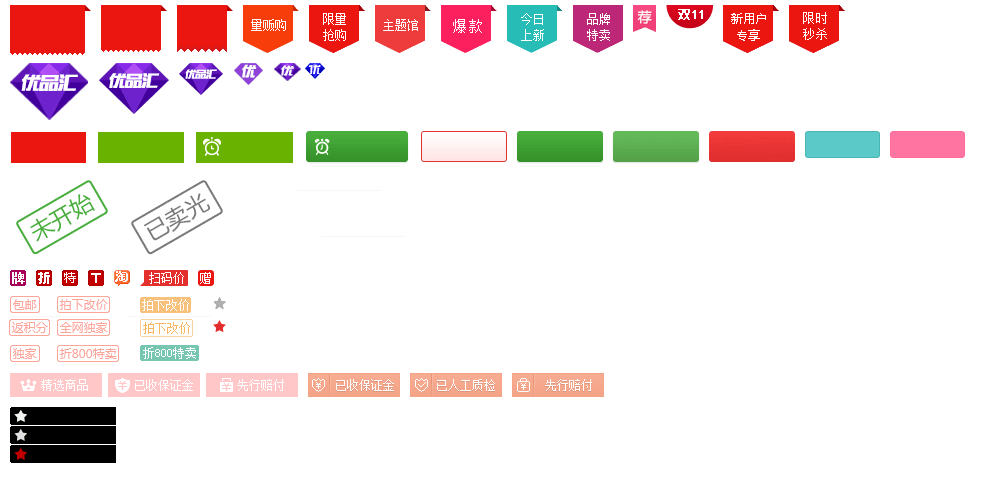 量贩购
限量
抢购
主题馆
爆款
今日
上新
品牌
特卖
荐
双11
新用户
专享
限时
秒杀
优品汇
优品汇
优品汇
优
优
优
未开始
已卖光
牌
折
特
T
淘
扫码价
赠
包邮
拍下改价
拍下改价
返积分
全网独家
拍下改价
独家
折800特卖
折800特卖
精选商品
已收保证金
先行赔付
已收保证金
已人工质检
先行赔付